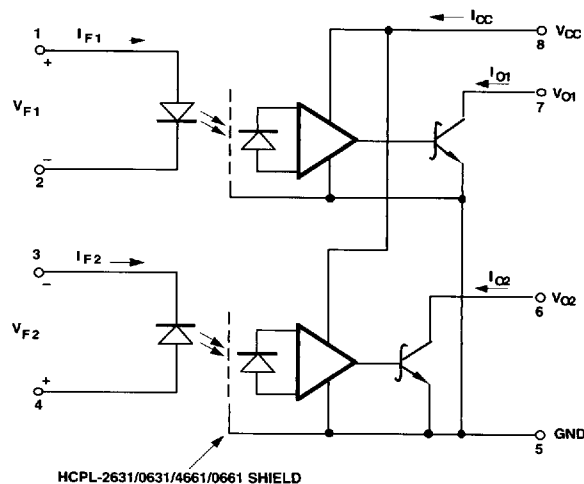 1
IF1
+
VF1
–
2
ICC
8
VCC
IO1
7
VO1
3
IF2
–
VF2
+
4
IO2
6
VO2
5
GND
HCPL-2631/0631/4661/0661 SHIELD